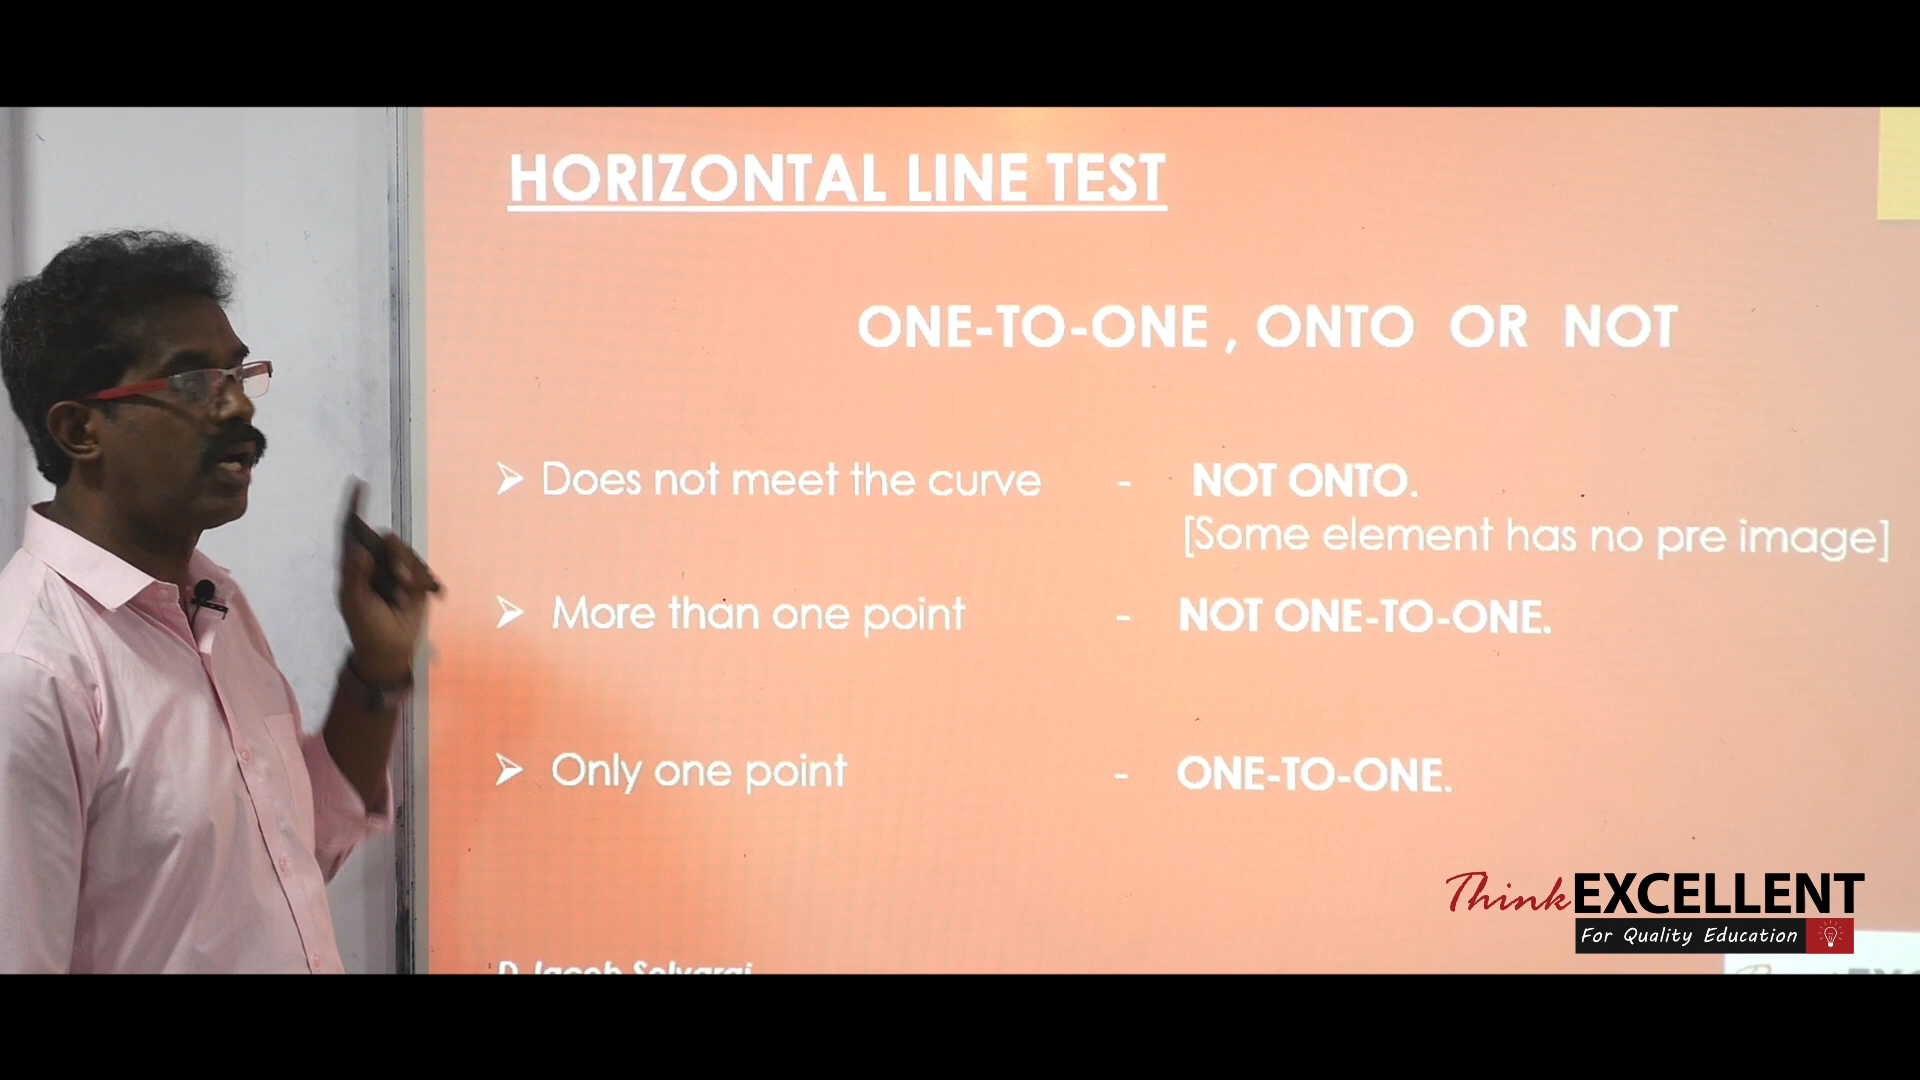 HORIZONTAL LINE TEST
ONE-TO-ONE , ONTO OR NOT
➢ Does not meet the curve - NOT ONTO.
[Some element has no pre image]
➢ More than one point - NOT ONE-TO-ONE.
➢ Only one point - ONE-TO-ONE.
Think EXCELLENT
For Quality Education